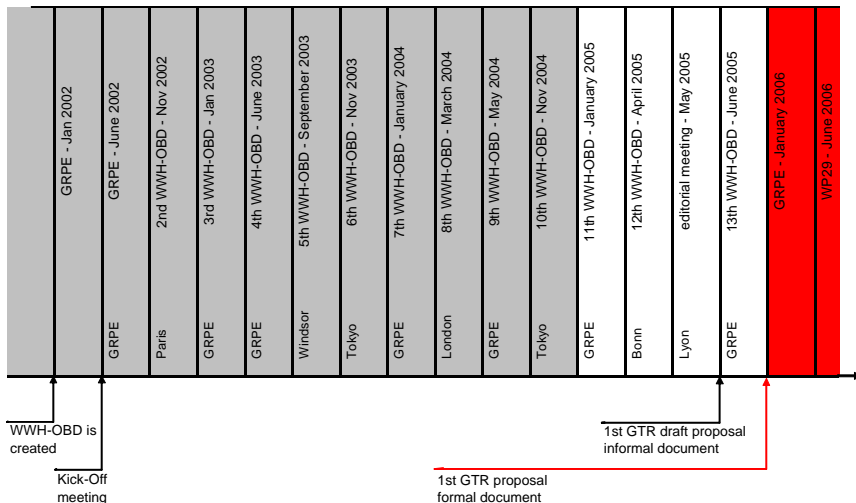 GRPE - Jan 2002
GRPE - June 2002
2nd WWH-OBD - Nov 2002
3rd WWH-OBD - Jan 2003
4th WWH-OBD - June 2003
5th WWH-OBD - September 2003
6th WWH-OBD - Nov 2003
7th WWH-OBD - January 2004
8th WWH-OBD - March 2004
9th WWH-OBD - May 2004
10th WWH-OBD - Nov 2004
11th WWH-OBD - January 2005
12th WWH-OBD - April 2005
editorial meeting - May 2005
13th WWH-OBD - June 2005
GRPE - January 2006
WP29 - June 2006
GRPE
Paris
GRPE
GRPE
Windsor
Tokyo
GRPE
London
GRPE
Tokyo
GRPE
Bonn
Lyon
GRPE
WWH-OBD is
created
Kick-Off
meeting
1st GTR draft proposal
informal document
1st GTR proposal
formal document